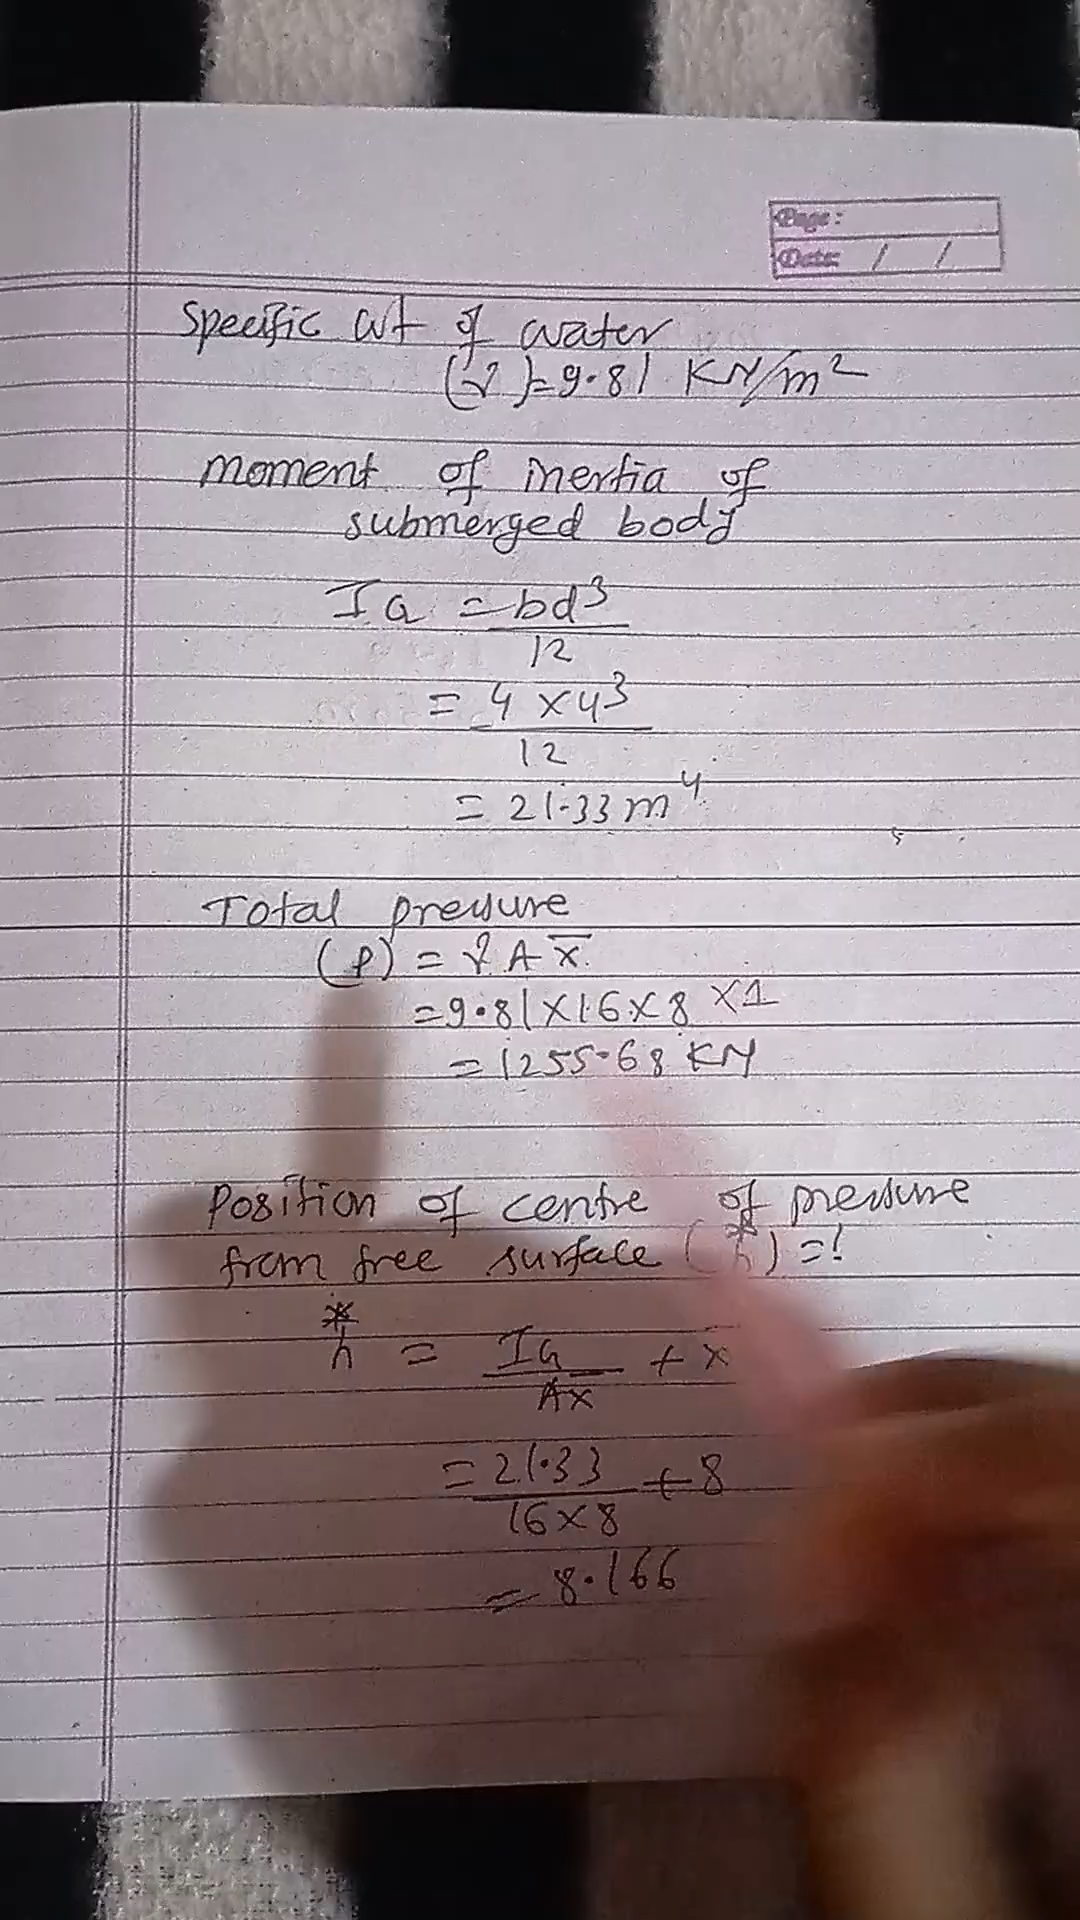 Page:
Date: / /
Specific wt of water
(γ)=9.81 KN/m²
moment of inertia of
submerged body
IG = bd³
12
= 4 × 4³
12
= 21.33 m⁴
Total pressure
(P) = γ A x̄
=9.81×16×8 ×1
= 1255.68 KN
Position of centre of pressure
from free surface (h*) =!
h* = IG + x
Ax̄
= 21.33 + 8
16×8
= 8.166